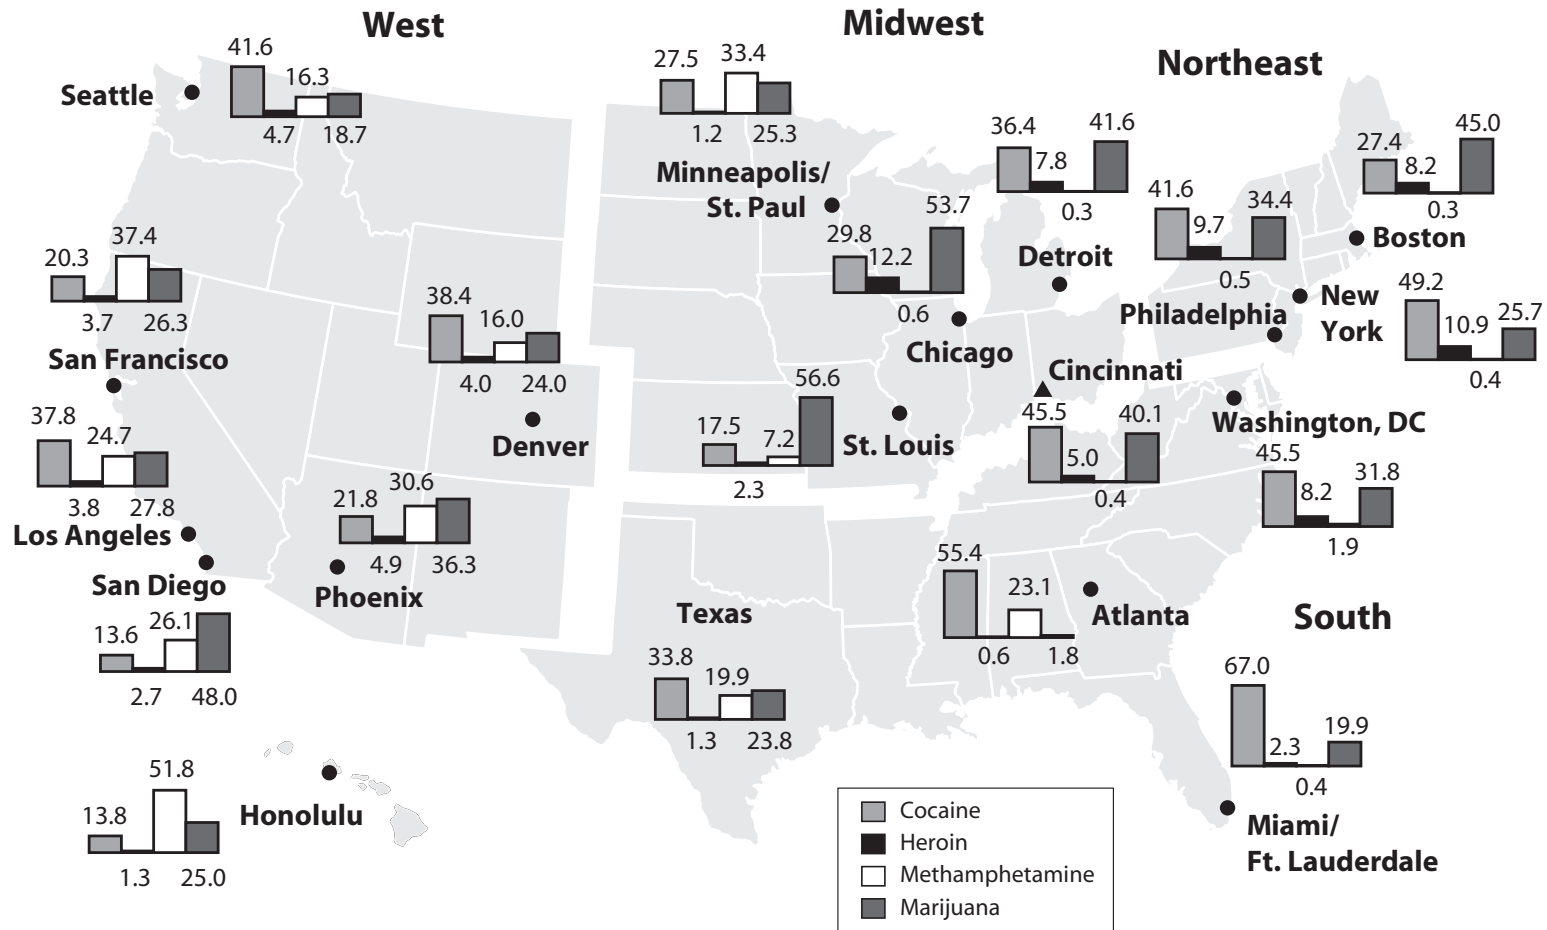 West
Midwest
Northeast
41.6
16.3
4.7
18.7
Seattle
27.5
33.4
1.2
25.3
Minneapolis/
St. Paul
36.4
7.8
41.6
0.3
Detroit
27.4
8.2
45.0
0.3
Boston
41.6
9.7
34.4
0.5
Philadelphia
29.8
12.2
53.7
0.6
Chicago
20.3
37.4
3.7
26.3
San Francisco
38.4
16.0
4.0
24.0
Denver
49.2
10.9
25.7
0.4
New
York
17.5
7.2
56.6
2.3
St. Louis
Cincinnati
45.5
5.0
40.1
0.4
Washington, DC
45.5
8.2
31.8
1.9
37.8
24.7
3.8
27.8
Los Angeles
21.8
30.6
4.9
36.3
Phoenix
San Diego
13.6
26.1
2.7
48.0
55.4
23.1
0.6
1.8
Atlanta
South
Texas
33.8
19.9
1.3
23.8
67.0
2.3
19.9
0.4
Miami/
Ft. Lauderdale
51.8
13.8
1.3
25.0
Honolulu
Cocaine
Heroin
Methamphetamine
Marijuana